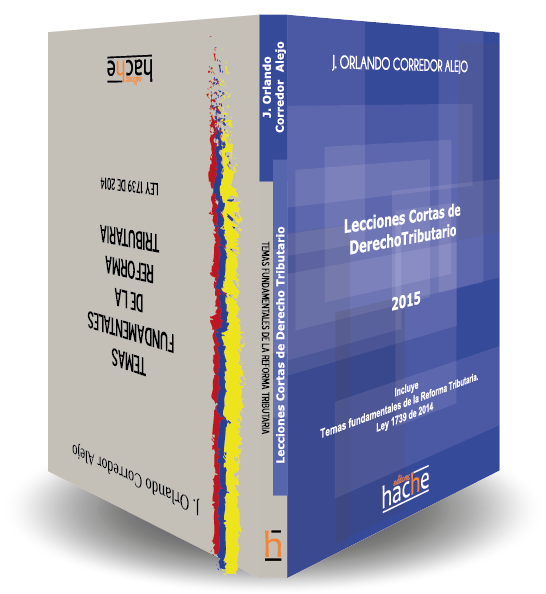 J. ORLANDO CORREDOR ALEJO
Lecciones Cortas de
DerechoTributario
2015
Incluye
Temas fundamentales de la Reforma Tributaria.
Ley 1739 de 2014
editores
hache
J. Orlando
Corredor Alejo
Lecciones Cortas de Derecho Tributario
TEMAS FUNDAMENTALES DE LA REFORMA TRIBUTARIA
h
J. Orlando Corredor Alejo
TEMAS
FUNDAMENTALES
DE LA
REFORMA
TRIBUTARIA
LEY 1739 DE 2014
editores
hache